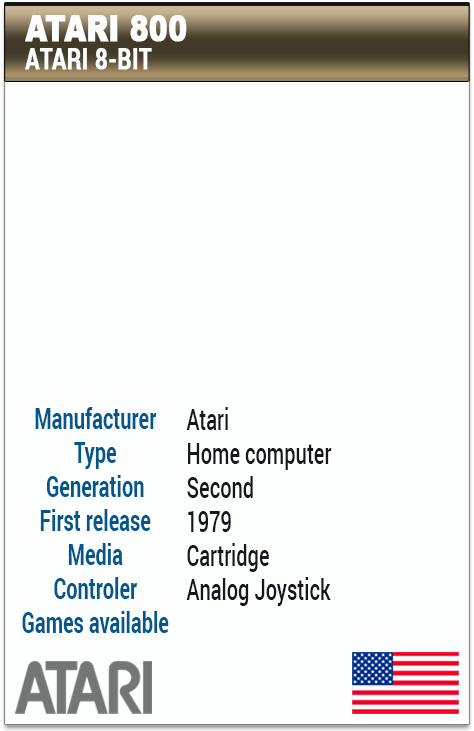 ATARI 800
ATARI 8-BIT
Manufacturer Atari
Type Home computer
Generation Second
First release 1979
Media Cartridge
Controler Analog Joystick
Games available
ATARI